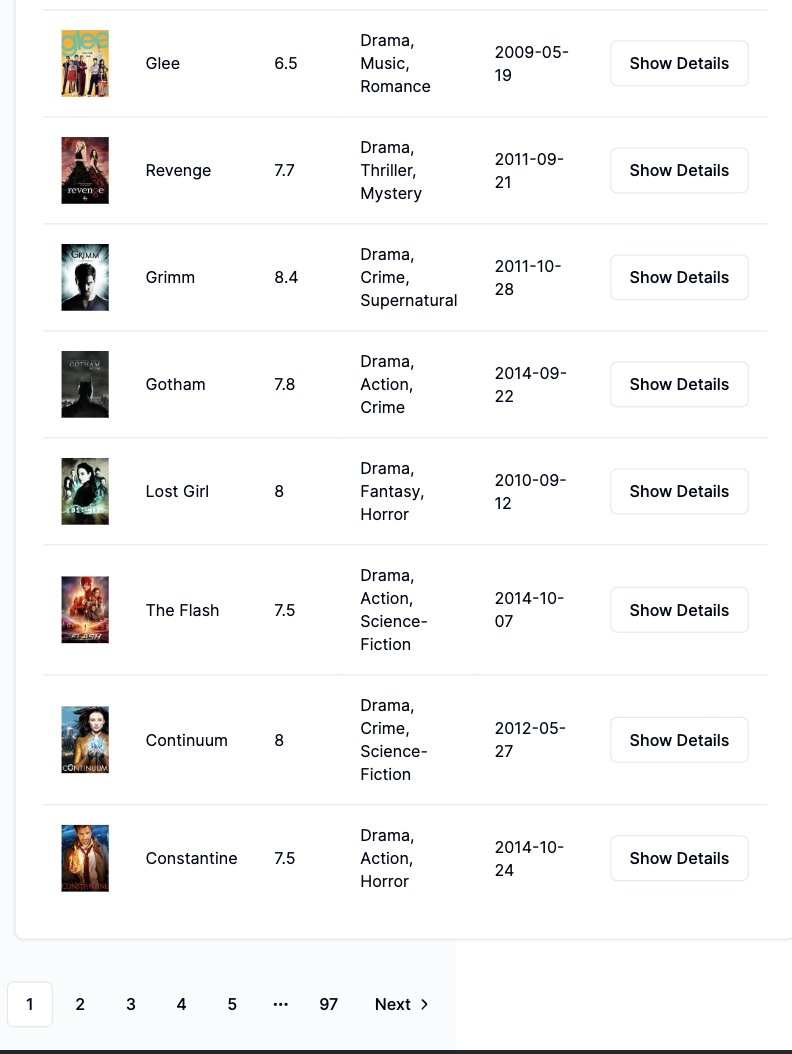 glee
Glee
6.5
Drama,
Music,
Romance
2009-05-
19
Show Details
revenge
Revenge
7.7
Drama,
Thriller,
Mystery
2011-09-
21
Show Details
GRIMM
Grimm
8.4
Drama,
Crime,
Supernatural
2011-10-
28
Show Details
GOTHAM
Gotham
7.8
Drama,
Action,
Crime
2014-09-
22
Show Details
Lost Girl
8
Drama,
Fantasy,
Horror
2010-09-
12
Show Details
FLASH
The Flash
7.5
Drama,
Action,
Science-
Fiction
2014-10-
07
Show Details
CONTINUUM
Continuum
8
Drama,
Crime,
Science-
Fiction
2012-05-
27
Show Details
CONSTANTINE
Constantine
7.5
Drama,
Action,
Horror
2014-10-
24
Show Details
1 2 3 4 5 ... 97 Next >